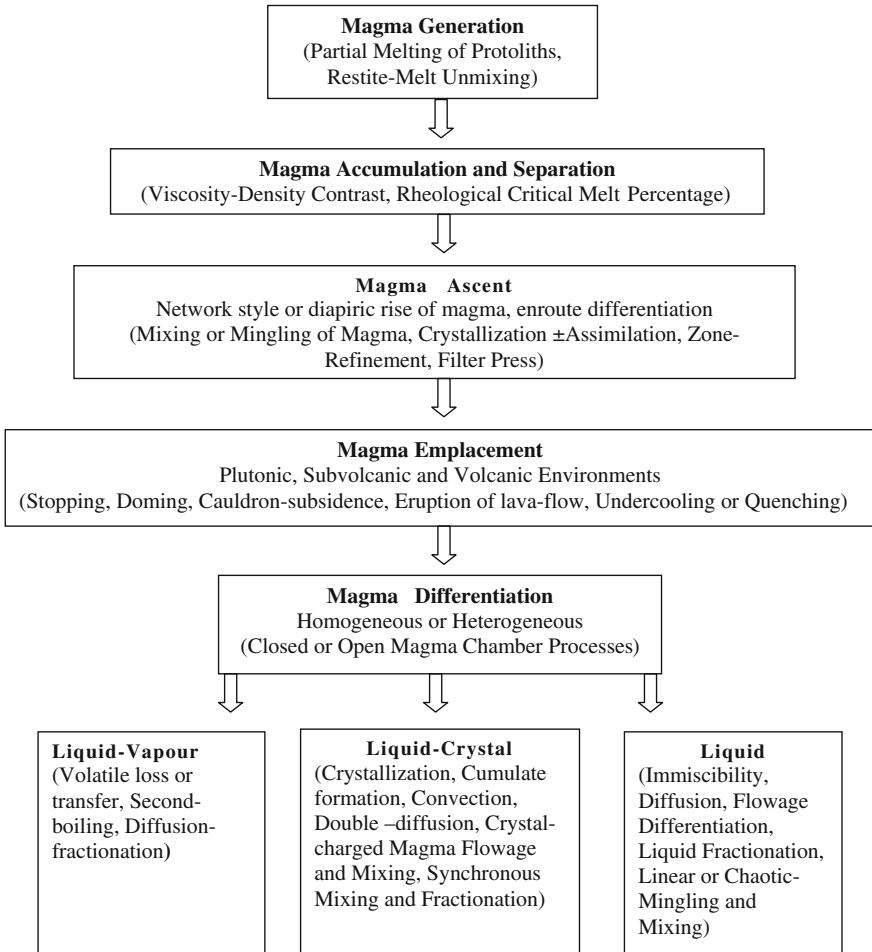 Magma Generation
(Partial Melting of Protoliths,
Restite-Melt Unmixing)
Magma Accumulation and Separation
(Viscosity-Density Contrast, Rheological Critical Melt Percentage)
Magma Ascent
Network style or diapiric rise of magma, enroute differentiation
(Mixing or Mingling of Magma, Crystallization ±Assimilation, Zone-
Refinement, Filter Press)
Magma Emplacement
Plutonic, Subvolcanic and Volcanic Environments
(Stopping, Doming, Cauldron-subsidence, Eruption of lava-flow, Undercooling or Quenching)
Magma Differentiation
Homogeneous or Heterogeneous
(Closed or Open Magma Chamber Processes)
Liquid-Vapour
(Volatile loss or
transfer, Second-
boiling, Diffusion-
fractionation)
Liquid-Crystal
(Crystallization, Cumulate
formation, Convection,
Double –diffusion, Crystal-
charged Magma Flowage
and Mixing, Synchronous
Mixing and Fractionation)
Liquid
(Immiscibility,
Diffusion, Flowage
Differentiation,
Liquid Fractionation,
Linear or Chaotic-
Mingling and
Mixing)